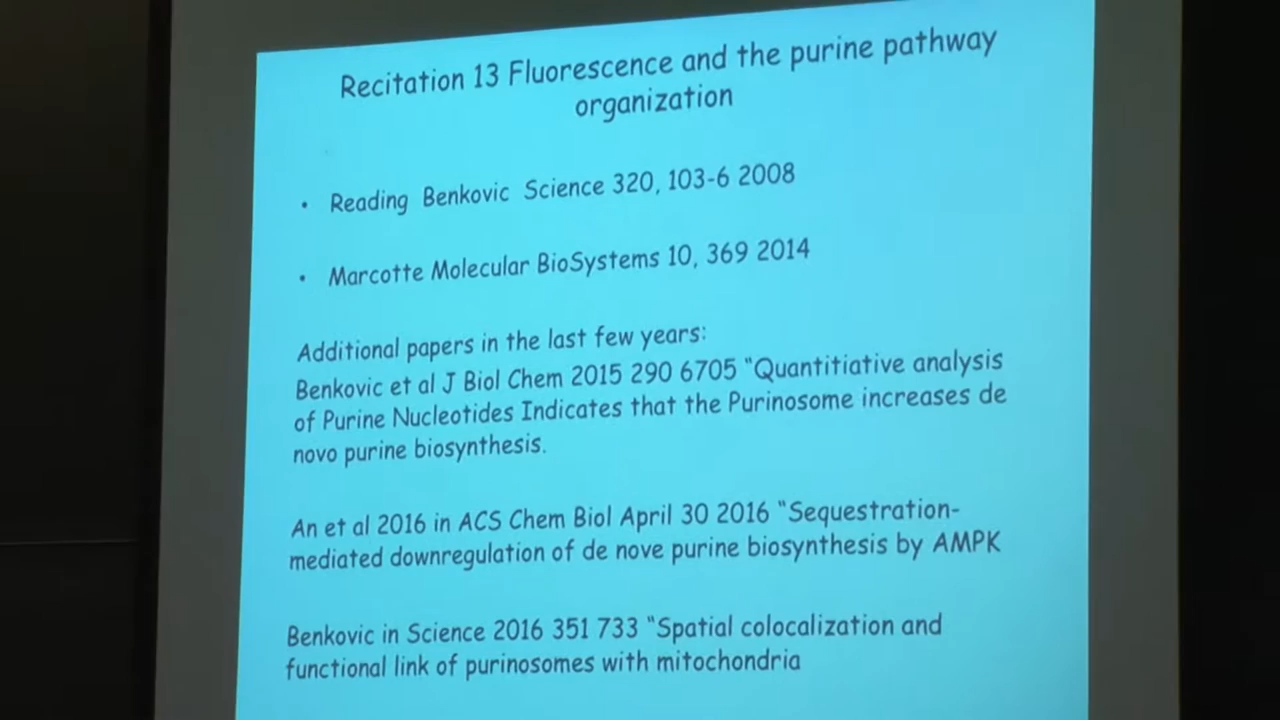 Recitation 13 Fluorescence and the purine pathway
organization
• Reading Benkovic Science 320, 103-6 2008
• Marcotte Molecular BioSystems 10, 369 2014
Additional papers in the last few years:
Benkovic et al J Biol Chem 2015 290 6705 "Quantitiative analysis
of Purine Nucleotides Indicates that the Purinosome increases de
novo purine biosynthesis.
An et al 2016 in ACS Chem Biol April 30 2016 "Sequestration-
mediated downregulation of de nove purine biosynthesis by AMPK
Benkovic in Science 2016 351 733 "Spatial colocalization and
functional link of purinosomes with mitochondria